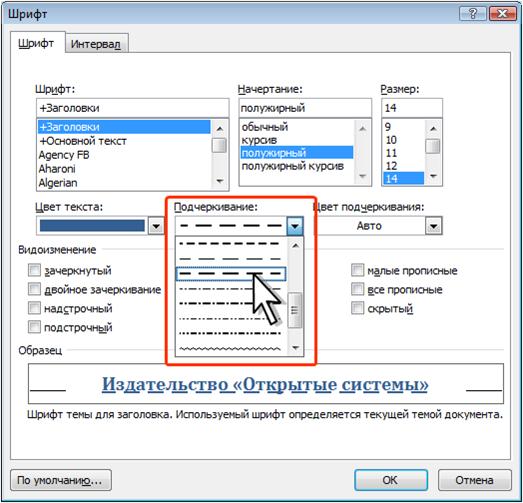 Шрифт
Шрифт Интервал
Шрифт: Начертание: Размер:
+Заголовки полужирный 14
+Заголовки обычный 9
+Основной текст курсив 10
Agency FB полужирный 11
Aharoni полужирный курсив 12
Algerian 14
Цвет текста: Подчеркивание: Цвет подчеркивания:
Авто
Видоизменение
зачеркнутый малые прописные
двойное зачеркивание все прописные
надстрочный скрытый
подстрочный
Образец
Издательство «Открытые системы»
Шрифт темы для заголовка. Используемый шрифт определяется текущей темой документа.
По умолчанию... ОК Отмена